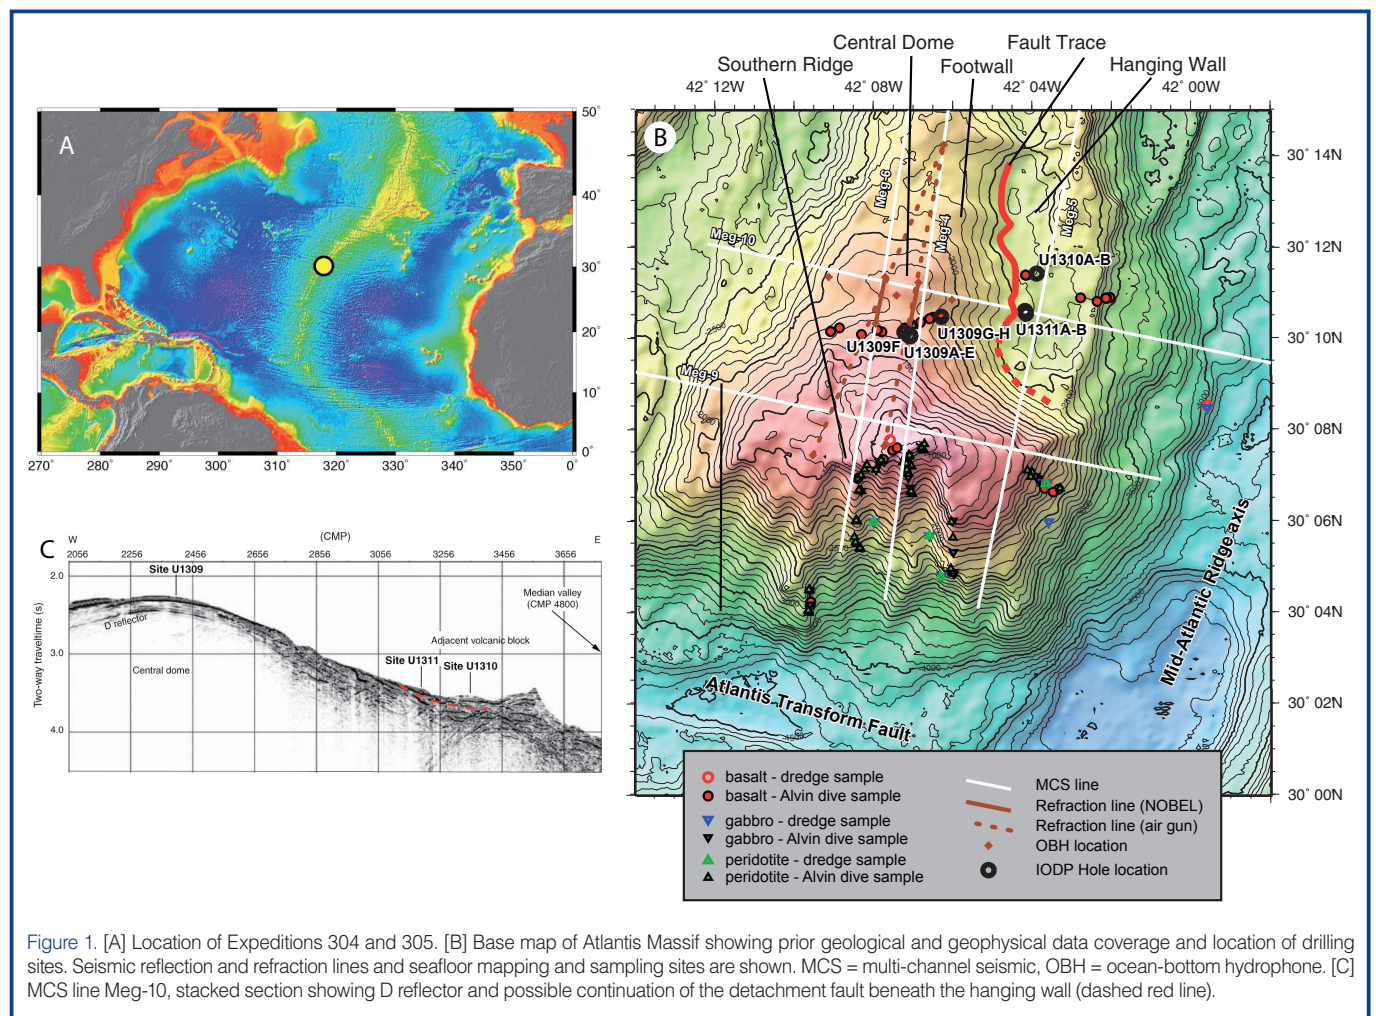 A
50°
40°
30°
20°
10°
0°
270°
280°
290°
300°
310°
320°
330°
340°
350°
0°
Central Dome
Fault Trace
Southern Ridge
Footwall
Hanging Wall
42° 12W
42° 08W
42° 04W
42° 00W
B
30° 14N
30° 12N
30° 10N
30° 08N
30° 06N
30° 04N
30° 02N
30° 00N
Meg-6
Meg-4
Meg-5
Meg-10
Meg-9
U1310A-B
U1309G-H
U1311A-B
U1309F
U1309A-E
Mid-Atlantic Ridge axis
Atlantis Transform Fault
basalt - dredge sample
basalt - Alvin dive sample
gabbro - dredge sample
gabbro - Alvin dive sample
peridotite - dredge sample
peridotite - Alvin dive sample
MCS line
Refraction line (NOBEL)
Refraction line (air gun)
OBH location
IODP Hole location
C
W
(CMP)
E
2056
2256
2456
2656
2856
3056
3256
3456
3656
Site U1309
2.0
3.0
4.0
Two-way traveltime (s)
D reflector
Central dome
Median valley
(CMP 4800)
Adjacent volcanic block
Site U1311
Site U1310
Figure 1. [A] Location of Expeditions 304 and 305. [B] Base map of Atlantis Massif showing prior geological and geophysical data coverage and location of drilling
sites. Seismic reflection and refraction lines and seafloor mapping and sampling sites are shown. MCS = multi-channel seismic, OBH = ocean-bottom hydrophone. [C]
MCS line Meg-10, stacked section showing D reflector and possible continuation of the detachment fault beneath the hanging wall (dashed red line).